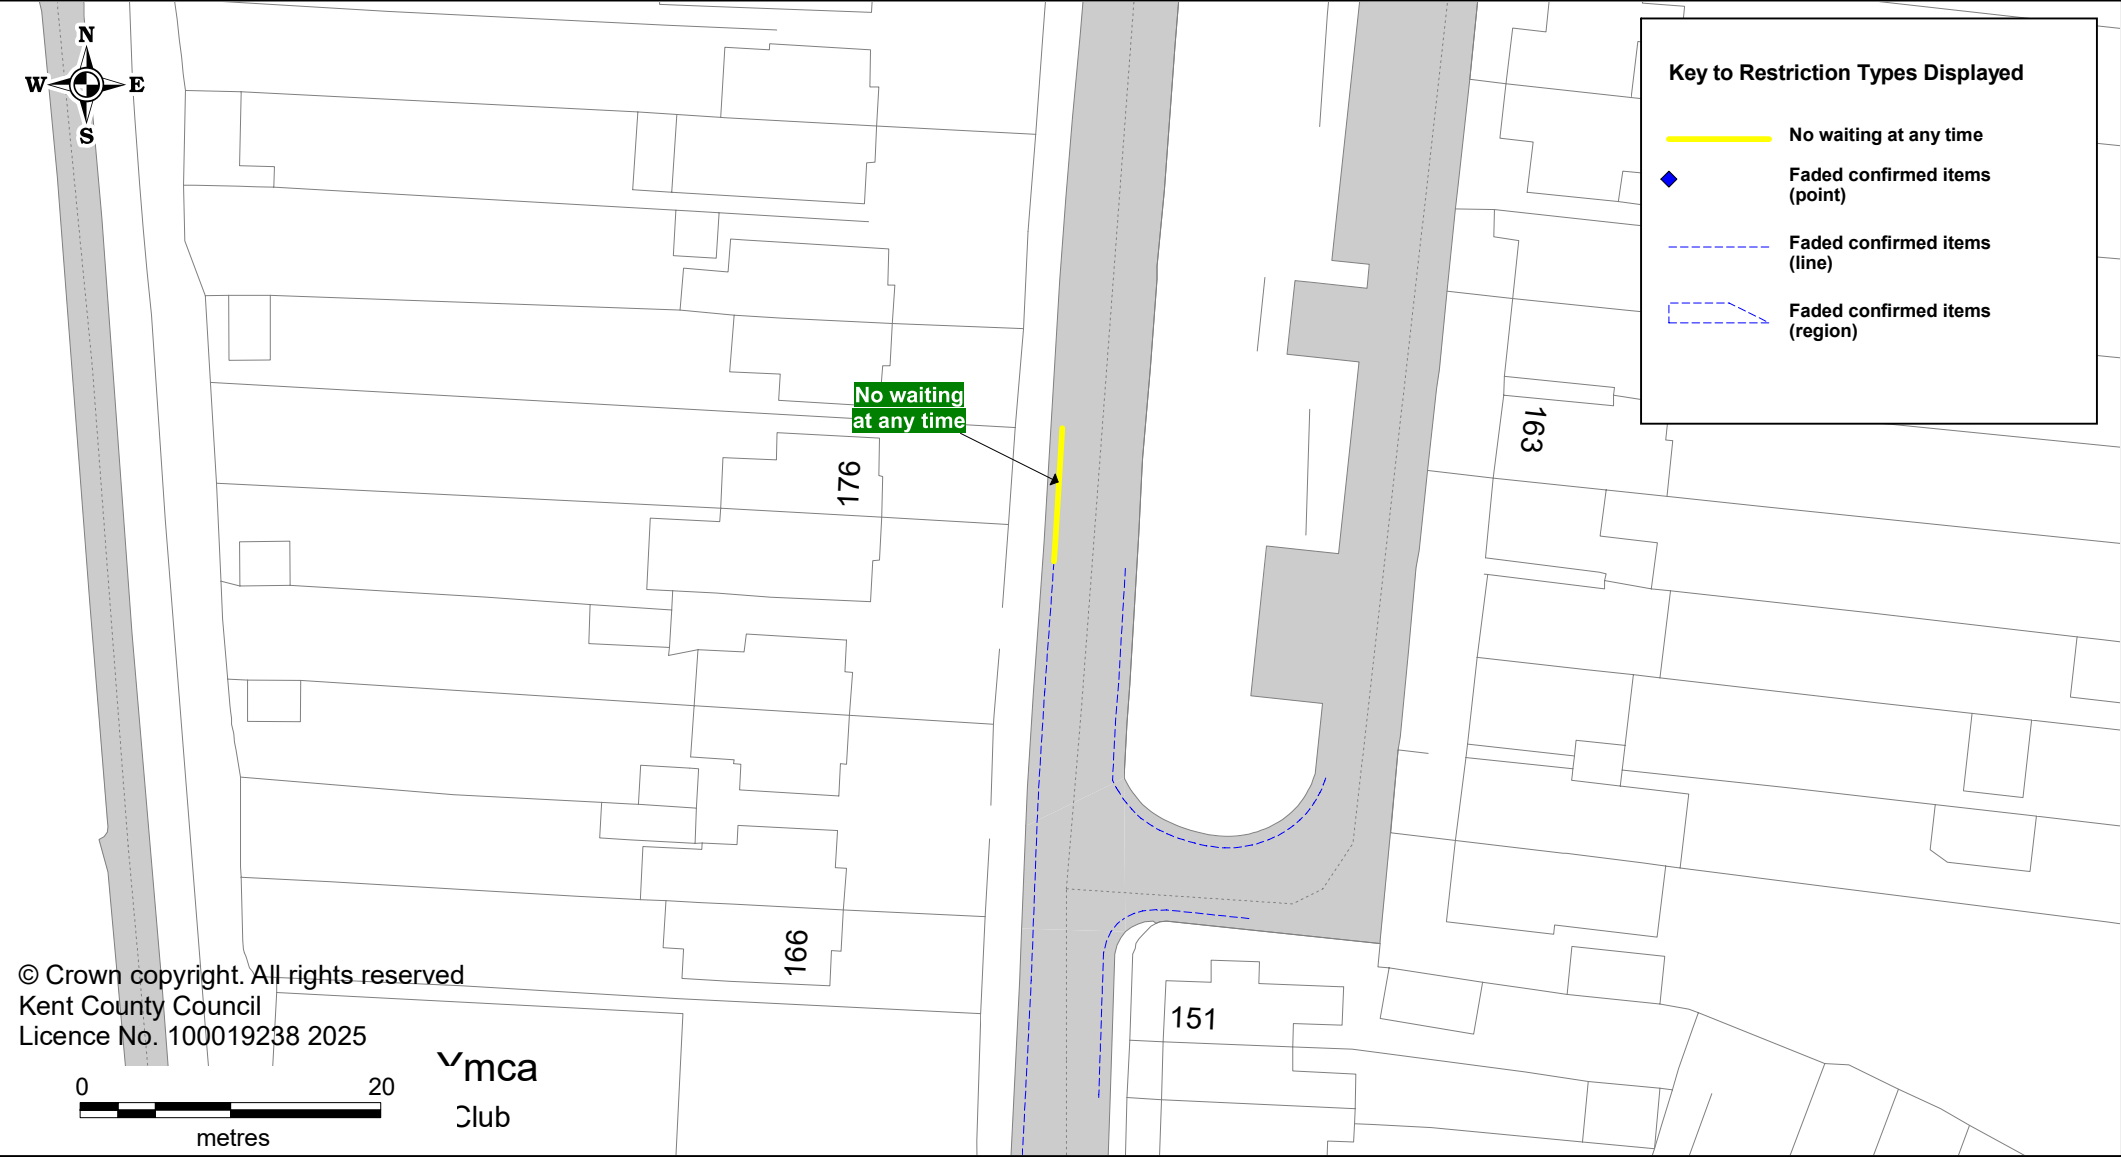 N
W E
S
Key to Restriction Types Displayed
No waiting at any time
Faded confirmed items
(point)
Faded confirmed items
(line)
Faded confirmed items
(region)
No waiting
at any time
163
176
166
151
© Crown copyright. All rights reserved
Kent County Council
Licence No. 100019238 2025
Ymca
Club
0 20
metres